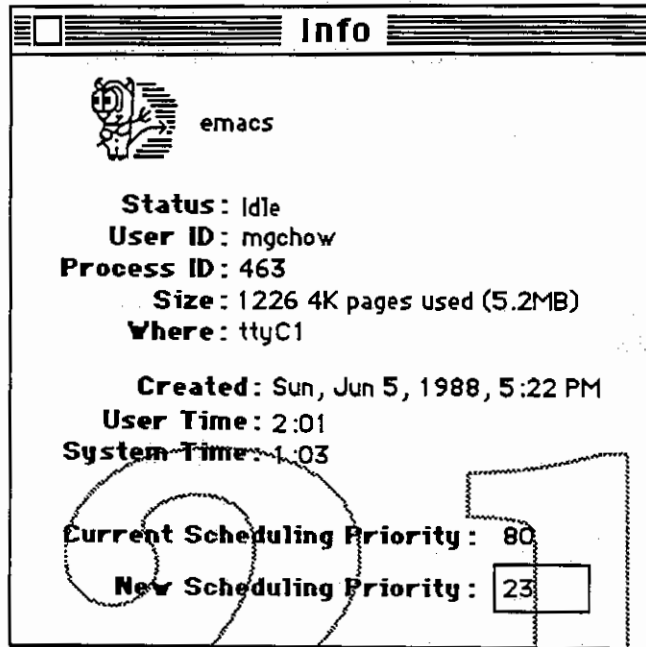 Info
emacs
Status: Idle
User ID: mgchow
Process ID: 463
Size: 1226 4K pages used (5.2MB)
Where: ttyC1
Created: Sun, Jun 5, 1988, 5:22 PM
User Time: 2:01
System Time: 1:03
Current Scheduling Priority: 80
New Scheduling Priority: 23